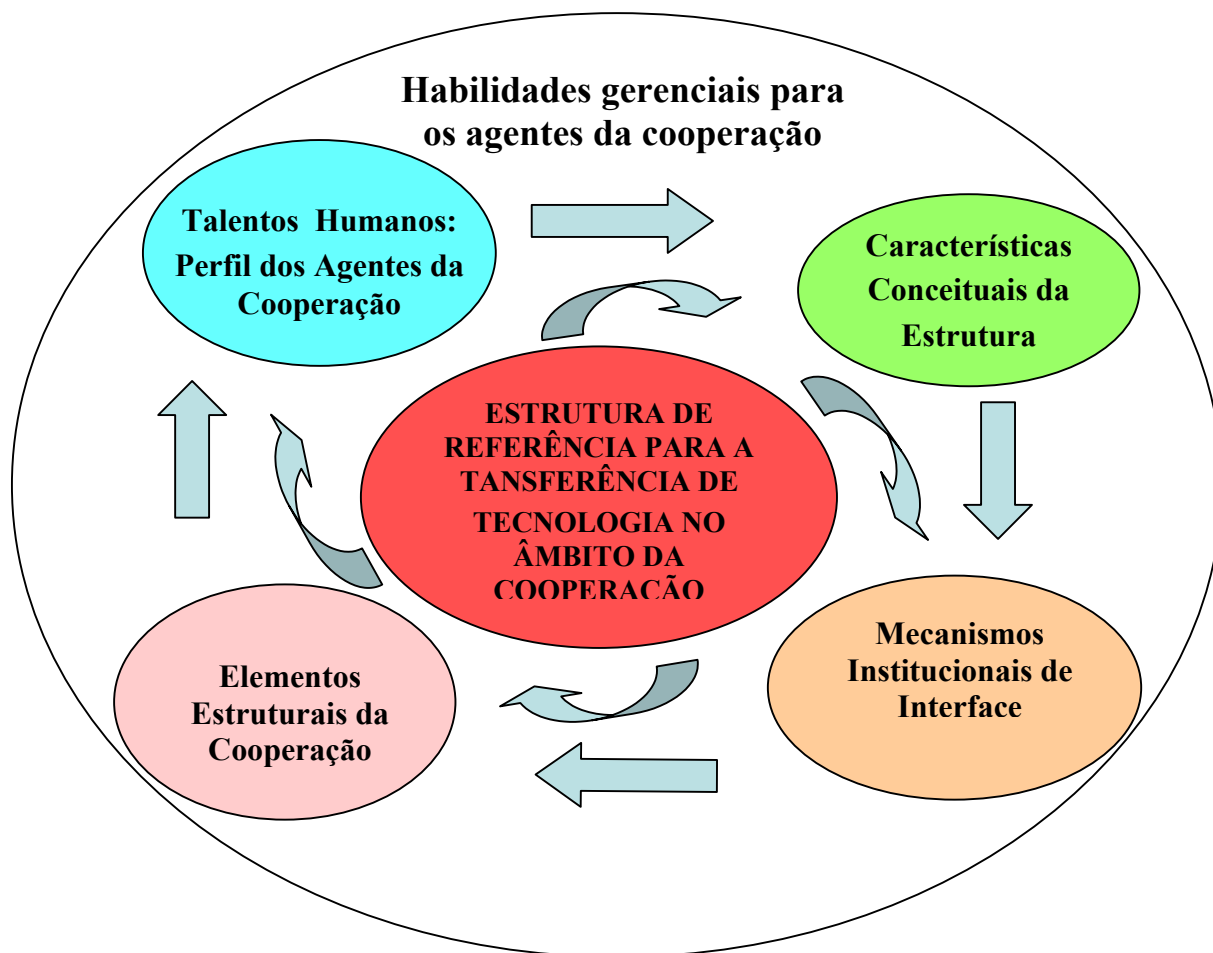 Habilidades gerenciais para
os agentes da cooperação
Talentos Humanos:
Perfil dos Agentes da
Cooperação
Características
Conceituais da
Estrutura
ESTRUTURA DE
REFERÊNCIA PARA A
TANSFERÊNCIA DE
TECNOLOGIA NO
ÂMBITO DA
COOPERAÇÃO
Elementos
Estruturais da
Cooperação
Mecanismos
Institucionais de
Interface